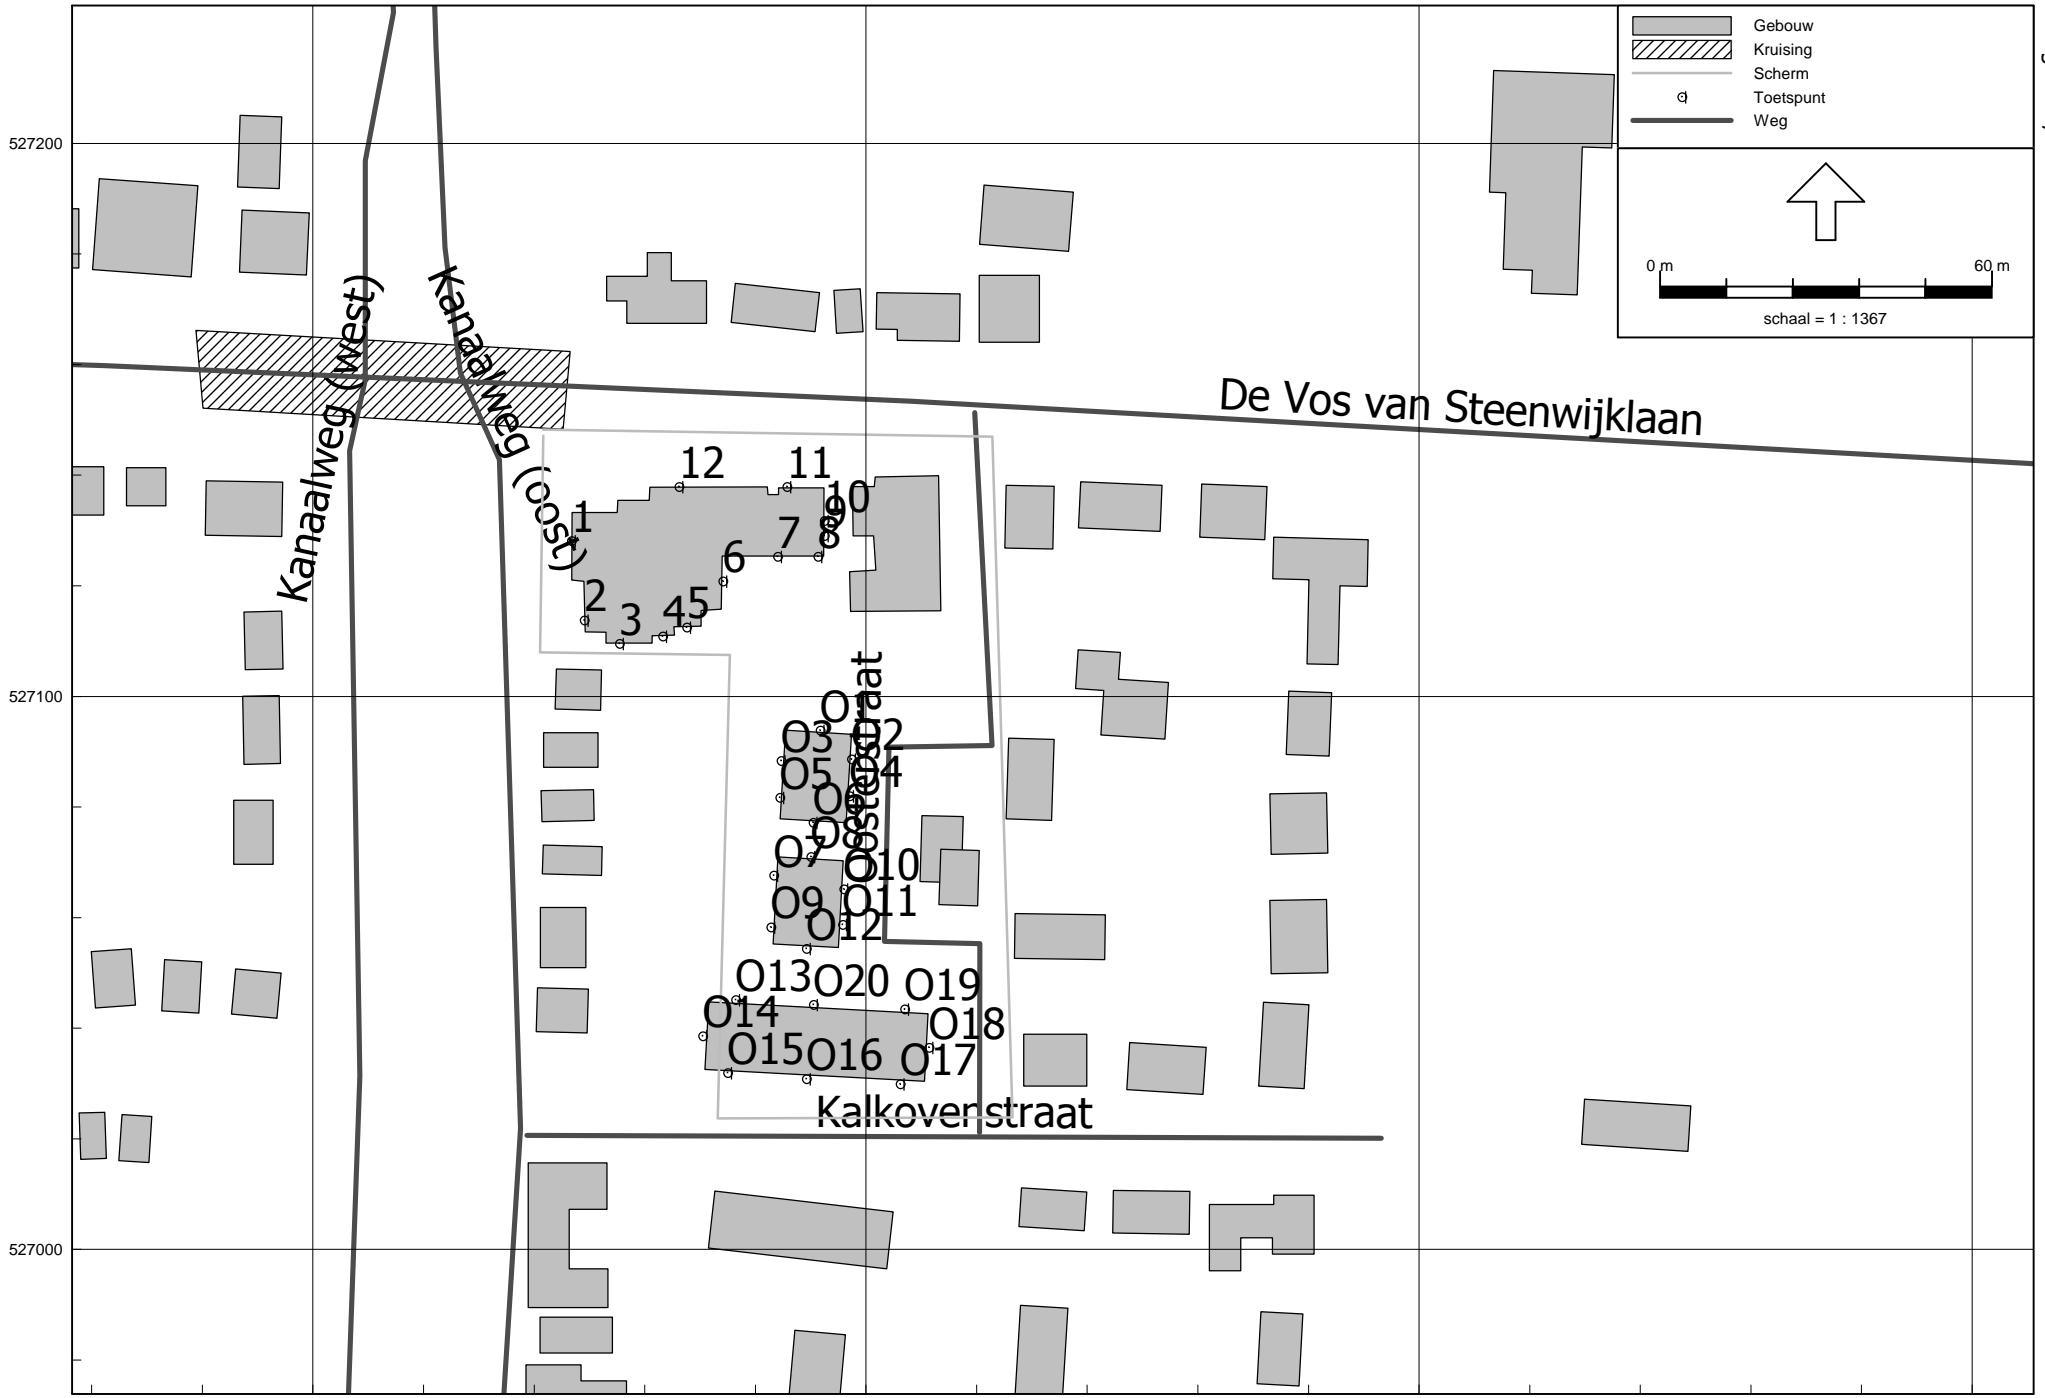 Gebouw
Kruising
Scherm
Toetspunt
Weg
0 m 60 m
schaal = 1 : 1367
527200
527100
527000
Kanaalweg (west)
Kanaalweg (oost)
De Vos van Steenwijklaan
12
11
10
9
8
7
1
6
2
3
4
5
Oostenstraat
O1
O2
O3
O4
O5
O6
O8
O7
O10
O9
O11
O12
O13
O20
O19
O14
O18
O15
O16
O17
Kalkovenstraat